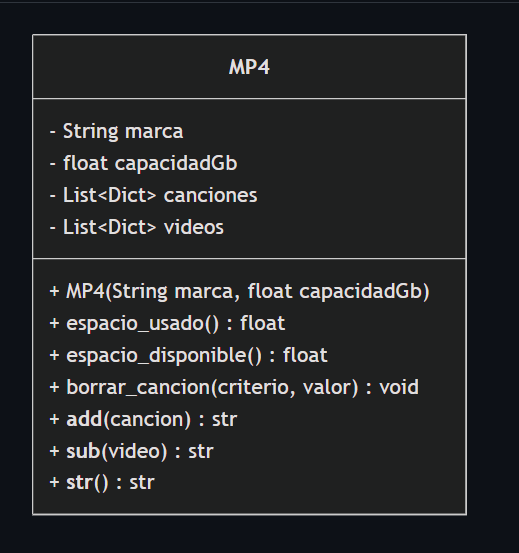 MP4
- String marca
- float capacidadGb
- List<Dict> canciones
- List<Dict> videos
+ MP4(String marca, float capacidadGb)
+ espacio_usado() : float
+ espacio_disponible() : float
+ borrar_cancion(criterio, valor) : void
+ add(cancion) : str
+ sub(video) : str
+ str() : str